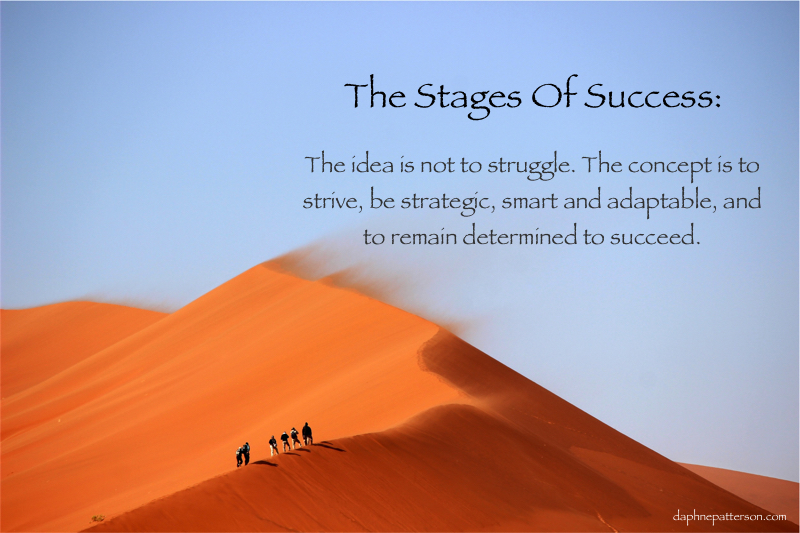 The Stages Of Success:
The idea is not to struggle. The concept is to
strive, be strategic, smart and adaptable, and
to remain determined to succeed.
daphnepatterson.com